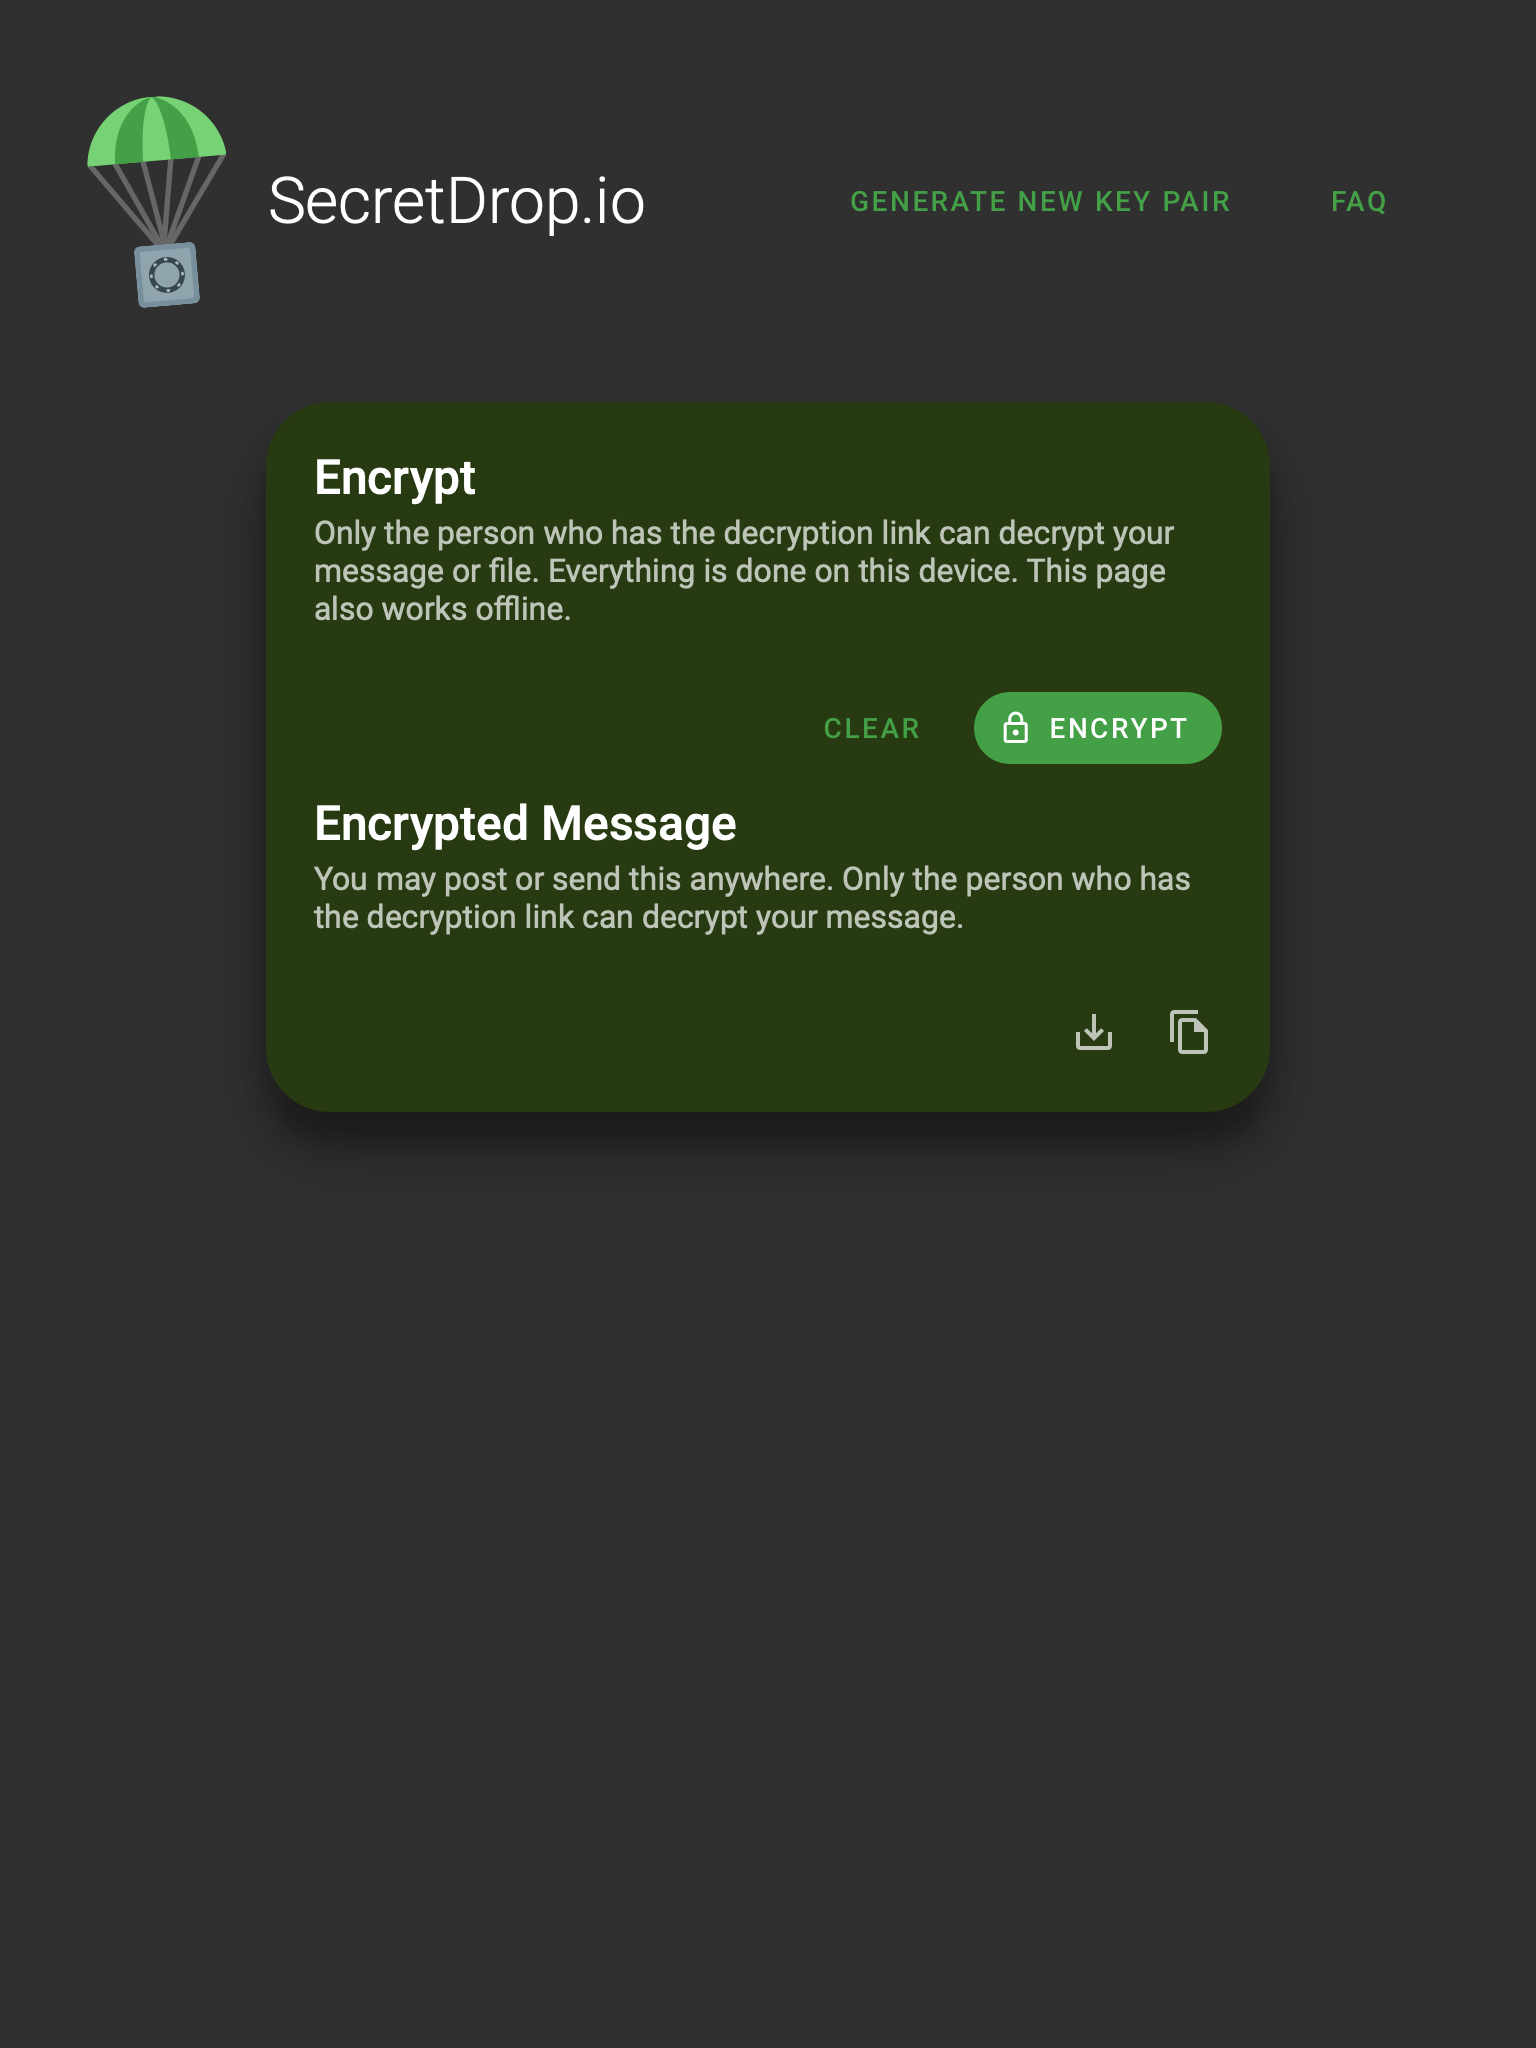 SecretDrop.io
GENERATE NEW KEY PAIR
FAQ
Encrypt
Only the person who has the decryption link can decrypt your
message or file. Everything is done on this device. This page
also works offline.
CLEAR
ENCRYPT
Encrypted Message
You may post or send this anywhere. Only the person who has
the decryption link can decrypt your message.